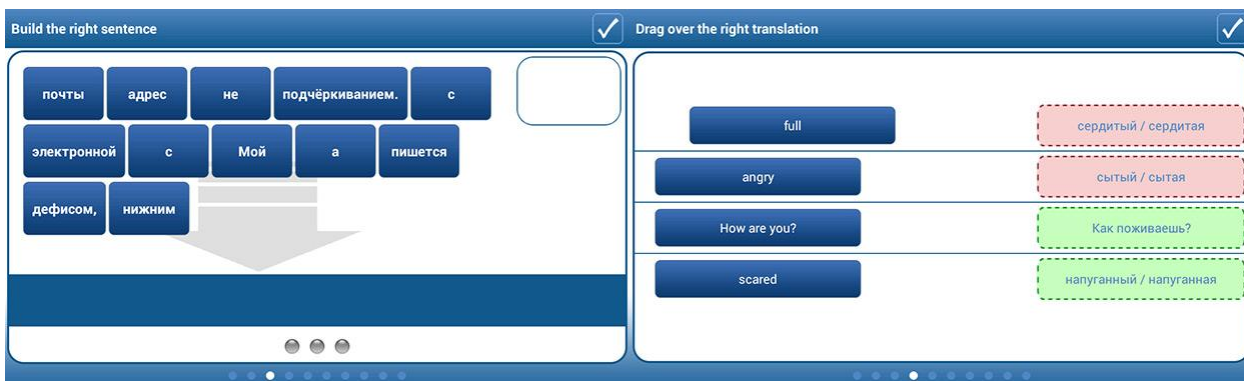 Build the right sentence
почты адрес не подчёркиванием. с
электронной с Мой а пишется
дефисом, нижним
Drag over the right translation
full сердитый / сердитая
angry сытый / сытая
How are you? Как поживаешь?
scared напуганный / напуганная